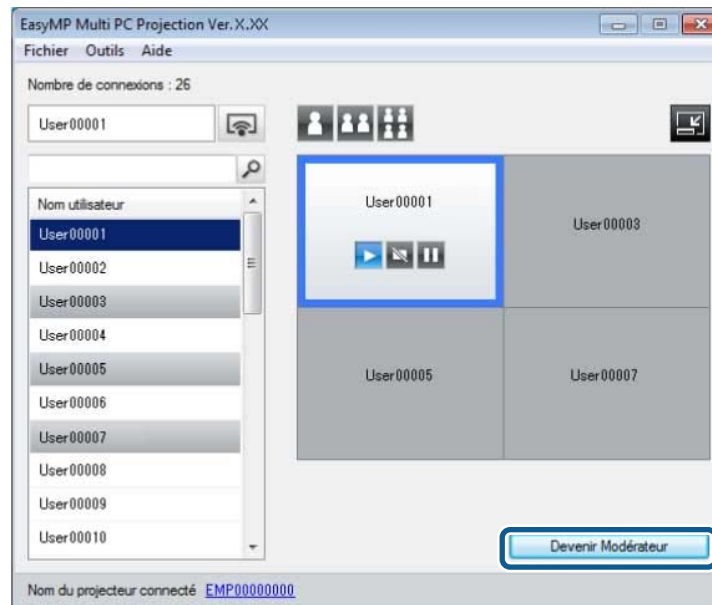 EasyMP Multi PC Projection Ver.X.XX
Fichier Outils Aide
Nombre de connexions : 26
User00001
Nom utilisateur
User00001
User00002
User00003
User00004
User00005
User00006
User00007
User00008
User00009
User00010
User00001
User00003
User00005
User00007
Devenir Modérateur
Nom du projecteur connecté EMP00000000